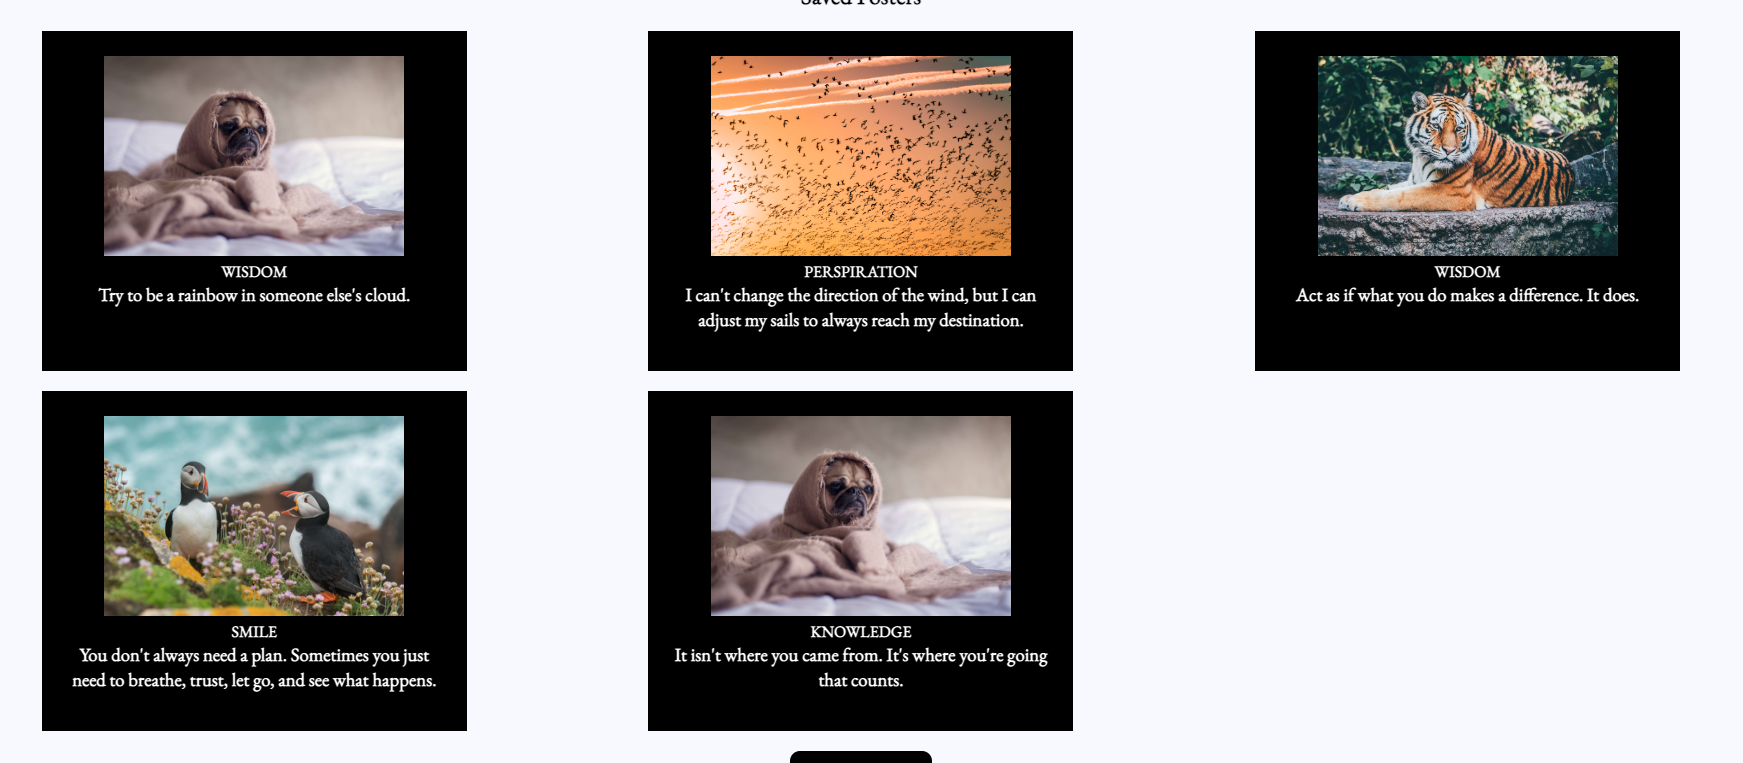 Saved Posters
WISDOM
Try to be a rainbow in someone else's cloud.
PERSPIRATION
I can't change the direction of the wind, but I can
adjust my sails to always reach my destination.
WISDOM
Act as if what you do makes a difference. It does.
SMILE
You don't always need a plan. Sometimes you just
need to breathe, trust, let go, and see what happens.
KNOWLEDGE
It isn't where you came from. It's where you're going
that counts.